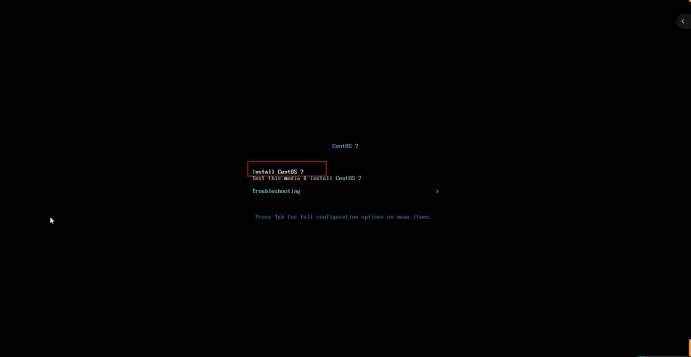 CentOS 7
Install CentOS 7
Test this media & install CentOS 7
Troubleshooting
Press Tab for full configuration options on menu items.